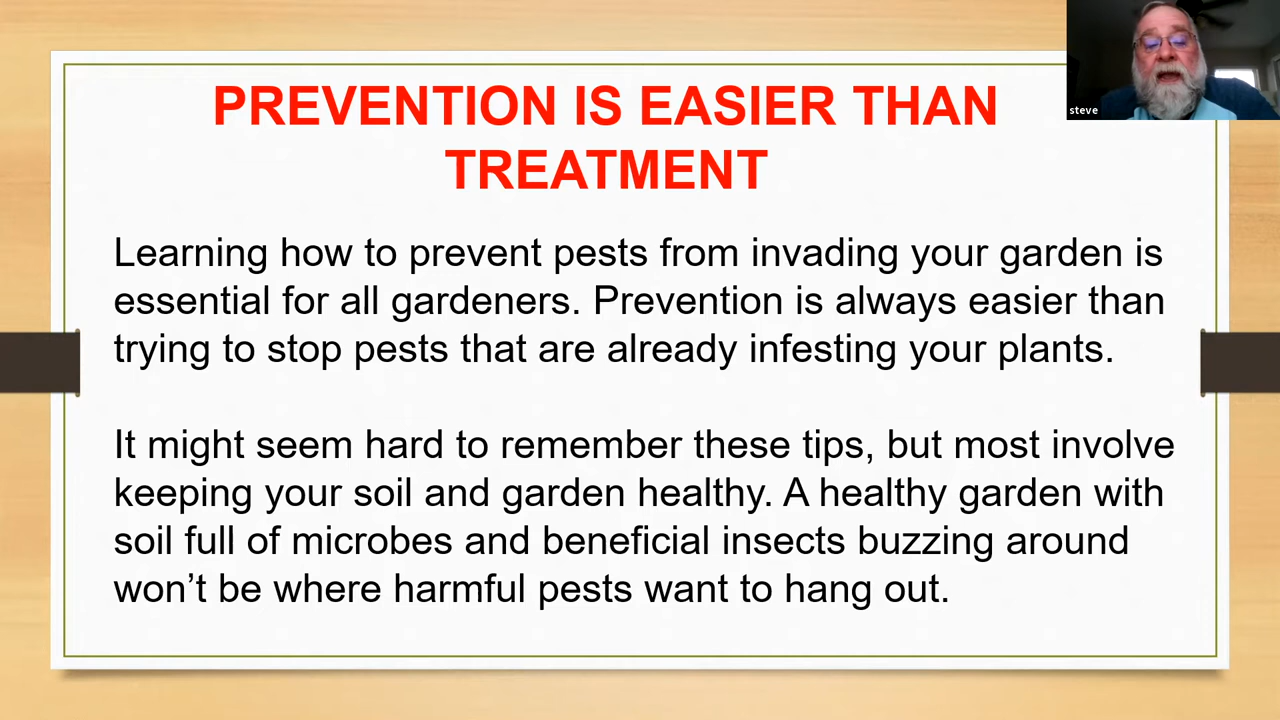 PREVENTION IS EASIER THAN
TREATMENT
steve
Learning how to prevent pests from invading your garden is
essential for all gardeners. Prevention is always easier than
trying to stop pests that are already infesting your plants.
It might seem hard to remember these tips, but most involve
keeping your soil and garden healthy. A healthy garden with
soil full of microbes and beneficial insects buzzing around
won’t be where harmful pests want to hang out.